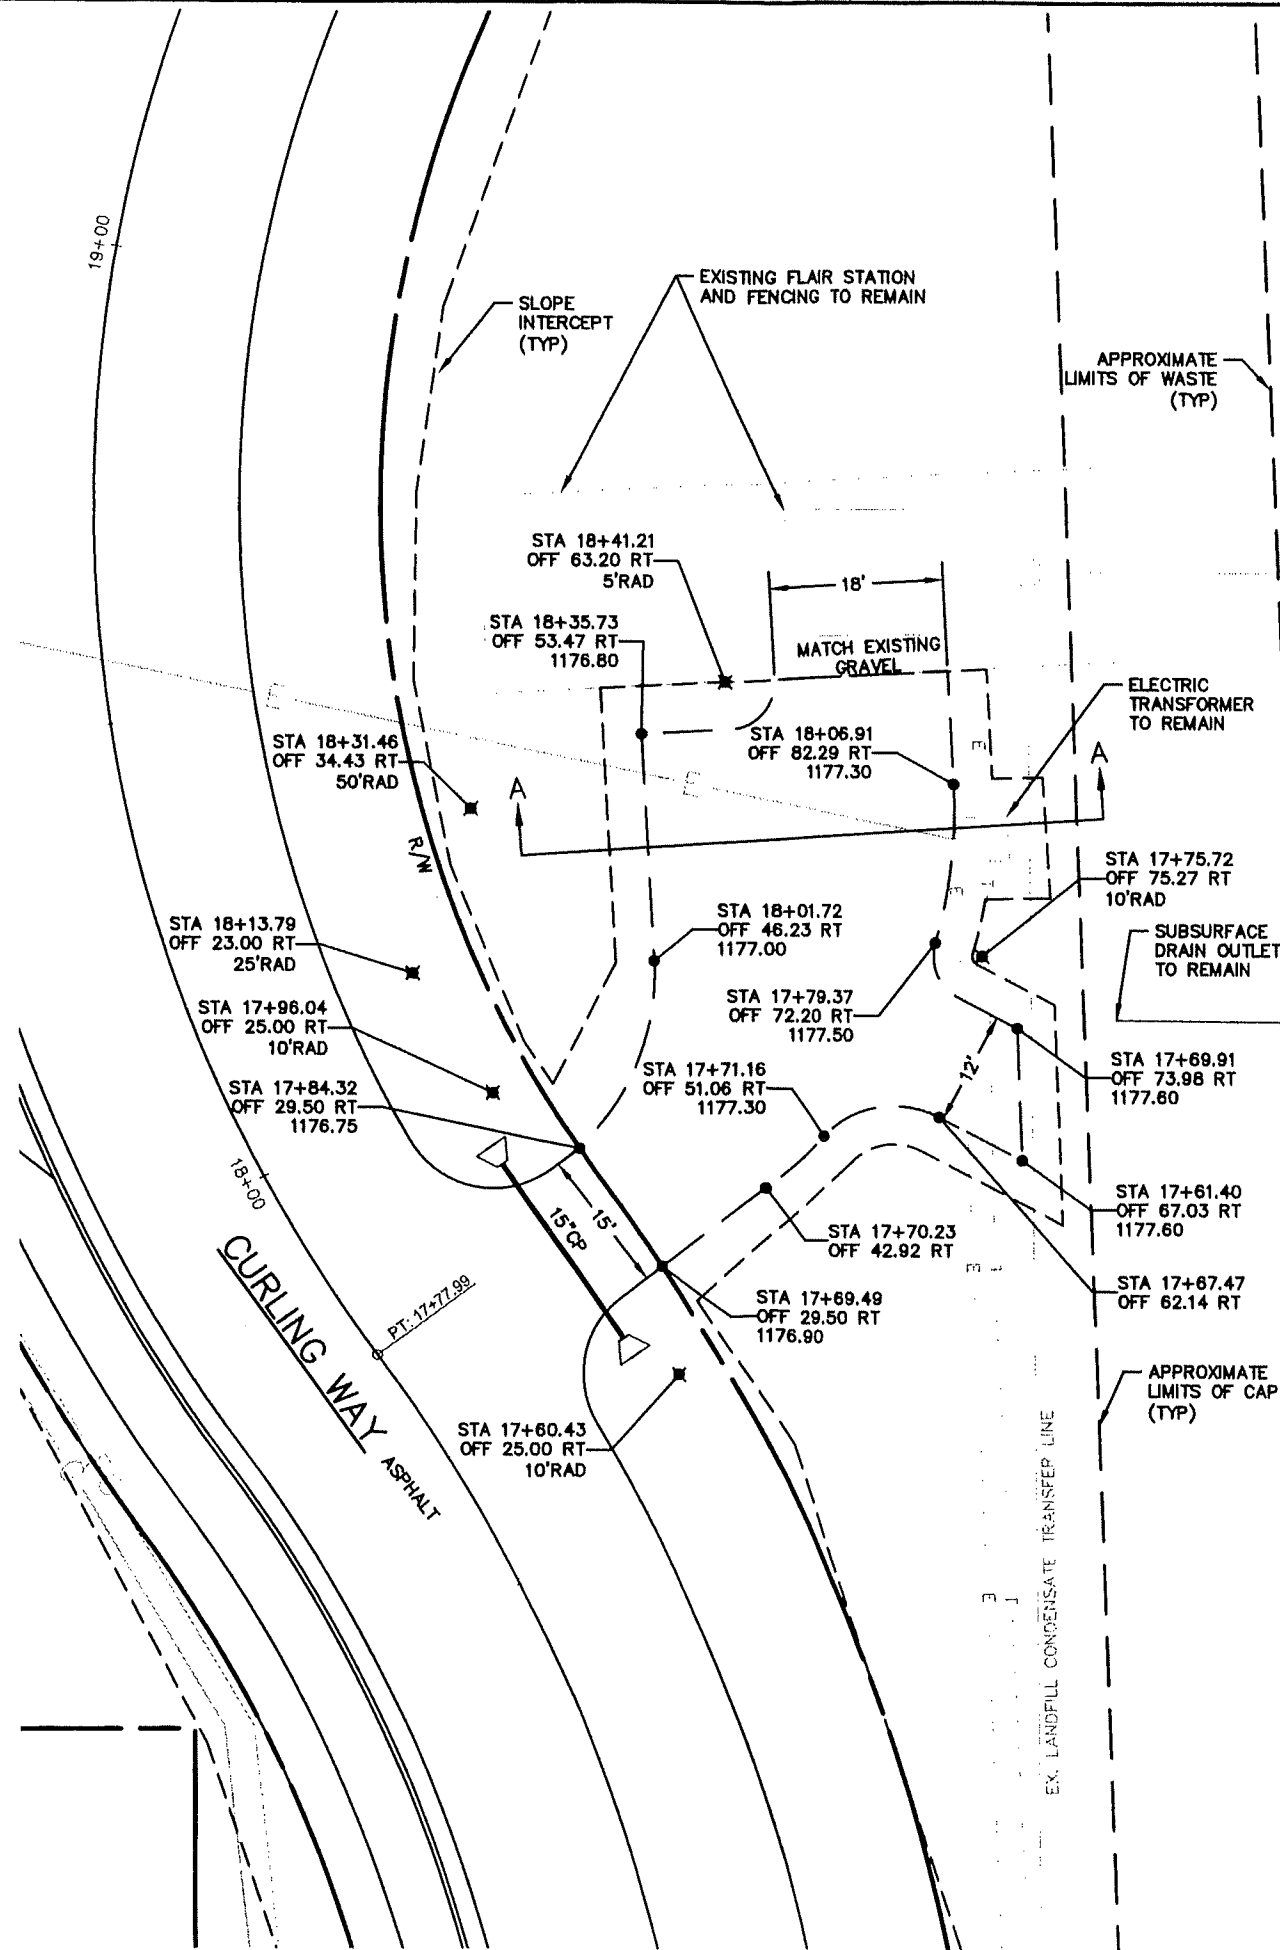 19+00
SLOPE
INTERCEPT
(TYP)
EXISTING FLAIR STATION
AND FENCING TO REMAIN
APPROXIMATE
LIMITS OF WASTE
(TYP)
STA 18+41.21
OFF 63.20 RT
5'RAD
18'
STA 18+35.73
OFF 53.47 RT
1176.80
MATCH EXISTING
GRAVEL
ELECTRIC
TRANSFORMER
TO REMAIN
E
STA 18+31.46
OFF 34.43 RT
50'RAD
STA 18+06.91
OFF 82.29 RT
1177.30
E
A
A
E
R/W
E
T
STA 17+75.72
OFF 75.27 RT
10'RAD
STA 18+13.79
OFF 23.00 RT
25'RAD
STA 18+01.72
OFF 46.23 RT
1177.00
SUBSURFACE
DRAIN OUTLET
TO REMAIN
STA 17+96.04
OFF 25.00 RT
10'RAD
STA 17+79.37
OFF 72.20 RT
1177.50
STA 17+84.32
OFF 29.50 RT
1176.75
STA 17+71.16
OFF 51.06 RT
1177.30
12'
STA 17+69.91
OFF 73.98 RT
1177.60
18+00
15'
15"CP
STA 17+61.40
OFF 67.03 RT
1177.60
STA 17+70.23
OFF 42.92 RT
E
STA 17+67.47
OFF 62.14 RT
STA 17+69.49
OFF 29.50 RT
1176.90
PT: 17+77.99
CURLING WAY
ASPHALT
APPROXIMATE
LIMITS OF CAP
(TYP)
STA 17+60.43
OFF 25.00 RT
10'RAD
E
EX. LANDFILL CONDENSATE TRANSFER LINE